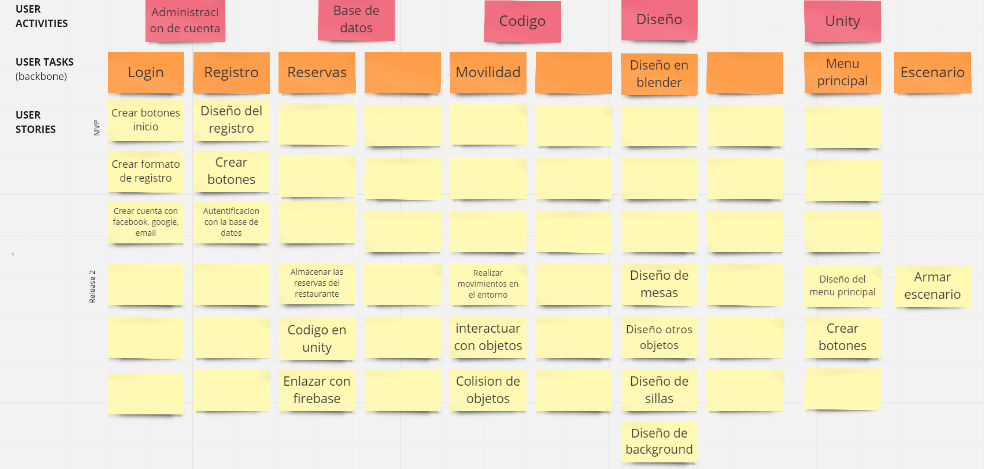 USER
ACTIVITIES
Administraci
on de cuenta
Base de
datos
Codigo
Diseño
Unity
USER TASKS
(backbone)
Login
Registro
Reservas
Movilidad
Diseño en
blender
Menu
principal
Escenario
USER
STORIES
MVP
Crear botones
inicio
Diseño del
registro
Crear formato
de registro
Crear
botones
Crear cuenta con
facebook, google,
email
Autentificacion
con la base de
datos
Release 2
Almacenar las
reservas del
restaurante
Realizar
movimientos en
el entorno
Diseño de
mesas
Diseño del
menu principal
Armar
escenario
Codigo en
unity
interactuar
con objetos
Diseño otros
objetos
Crear
botones
Enlazar con
firebase
Colision de
objetos
Diseño de
sillas
Diseño de
background